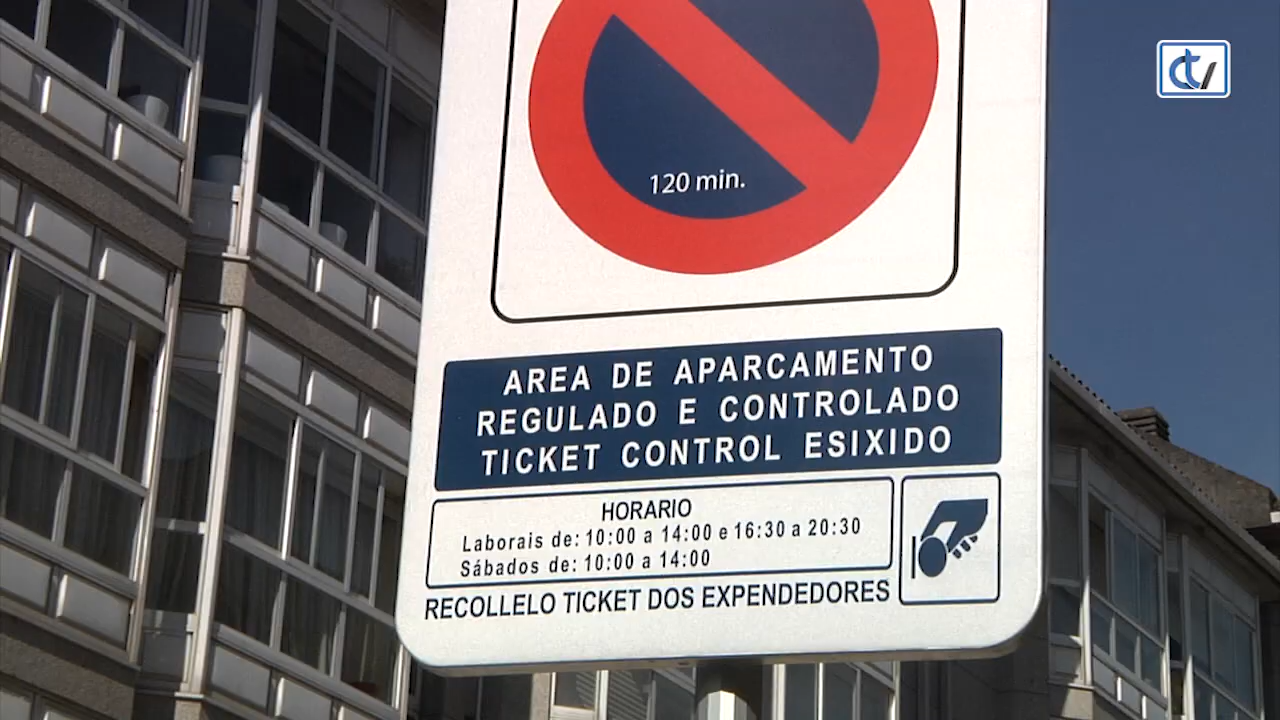 CTV
120 min.
AREA DE APARCAMENTO
REGULADO E CONTROLADO
TICKET CONTROL ESIXIDO
HORARIO
Laborais de: 10:00 a 14:00 e 16:30 a 20:30
Sábados de: 10:00 a 14:00
RECOLLELO TICKET DOS EXPENDEDORES